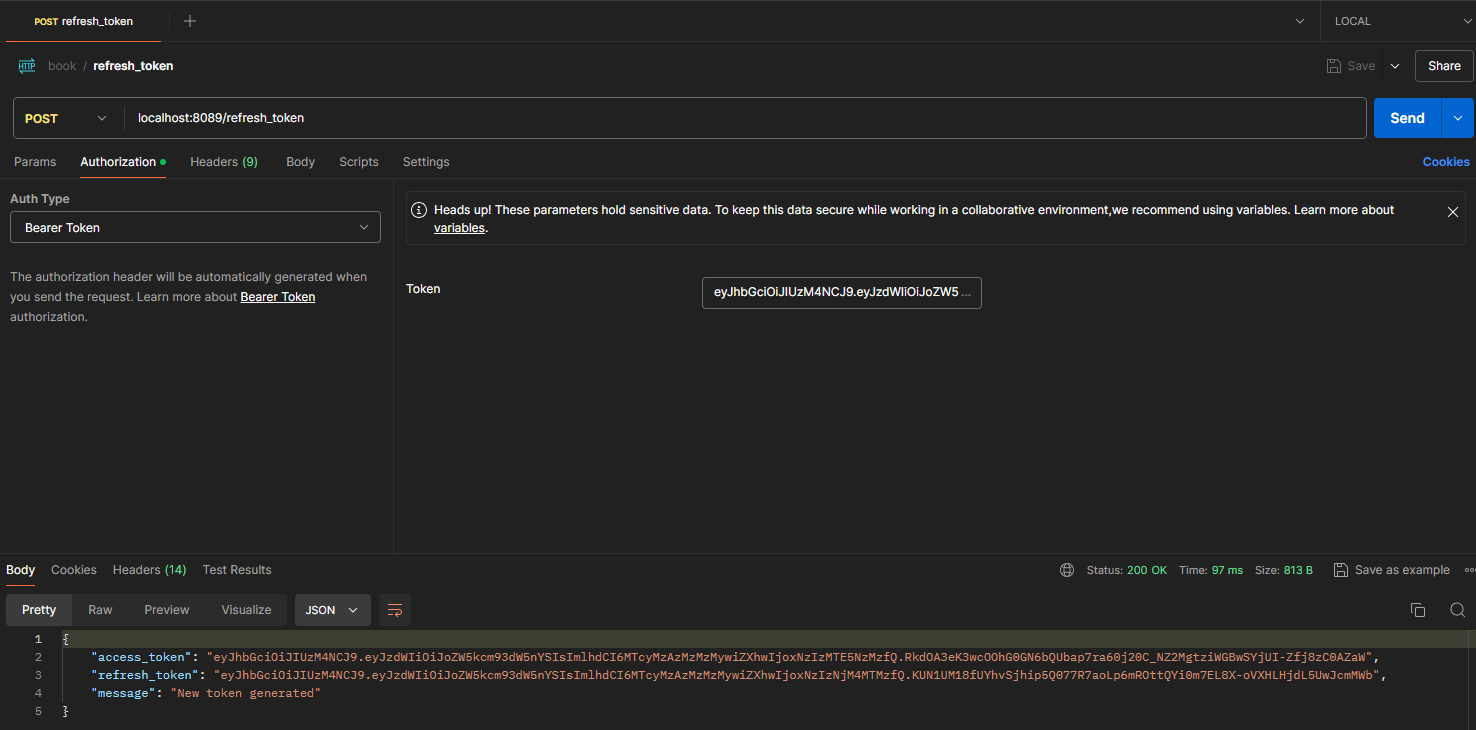 POST refresh_token
LOCAL
HTTP book / refresh_token
Save
Share
POST
localhost:8089/refresh_token
Send
Params
Authorization
Headers (9)
Body
Scripts
Settings
Cookies
Auth Type
Bearer Token
The authorization header will be automatically generated when
you send the request. Learn more about Bearer Token
authorization.
Heads up! These parameters hold sensitive data. To keep this data secure while working in a collaborative environment,we recommend using variables. Learn more about
variables.
Token
eyJhbGciOiJIUzM4NCJ9.eyJzdWIiOiJoZW5 ...
Body
Cookies
Headers (14)
Test Results
Status: 200 OK
Time: 97 ms
Size: 813 B
Save as example
Pretty
Raw
Preview
Visualize
JSON
1 {
2 "access_token": "eyJhbGciOiJIUzM4NCJ9.eyJzdWIiOiJoZW5kcm93dW5nYSIsImlhdCI6MTcyMzAzMzMzMywiZXhwIjoxNzIzMTE5NzMzfQ.RkdOA3eK3wcOOhG0GN6bQUbap7ra60j20C_NZ2MgtziWGBwSYjUI-Zfj8zC0AZaW",
3 "refresh_token": "eyJhbGciOiJIUzM4NCJ9.eyJzdWIiOiJoZW5kcm93dW5nYSIsImlhdCI6MTcyMzAzMzMzMywiZXhwIjoxNzIzNjM4MTMzfQ.KUN1UM18fUYhvSjhip5Q077R7aoLp6mROttQYi0m7EL8X-oVXHLHjdL5UwJcmMWb",
4 "message": "New token generated"
5 }